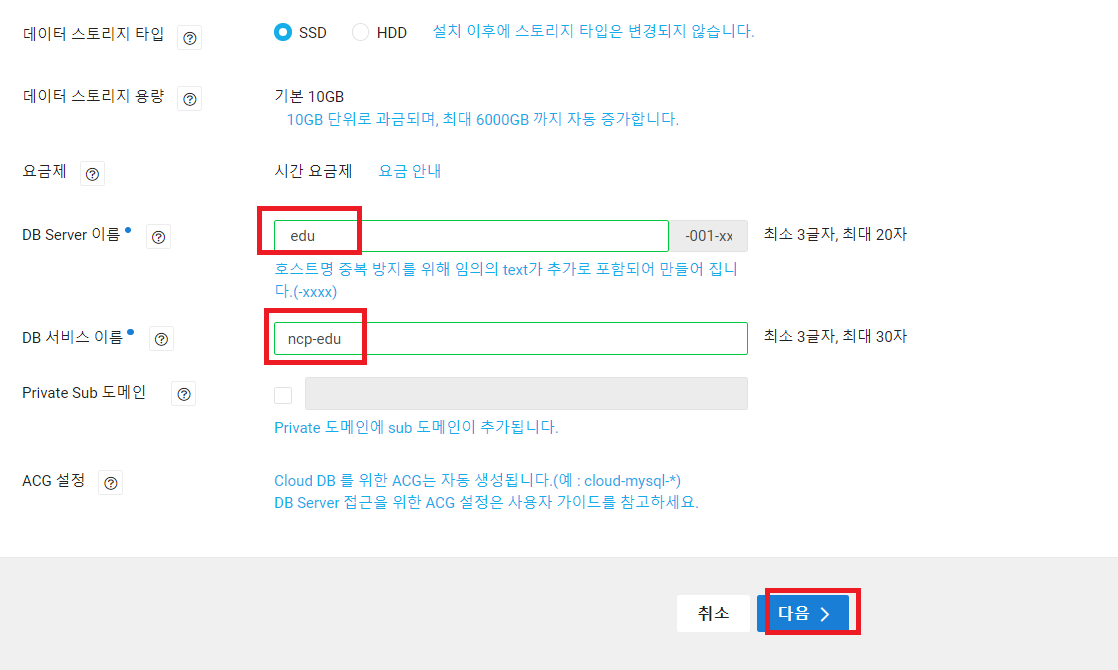 데이터 스토리지 타입 SSD HDD 설치 이후에 스토리지 타입은 변경되지 않습니다.
데이터 스토리지 용량 기본 10GB
10GB 단위로 과금되며, 최대 6000GB 까지 자동 증가합니다.
요금제 시간 요금제 요금 안내
DB Server 이름 edu -001-xx 최소 3글자, 최대 20자
호스트명 중복 방지를 위해 임의의 text가 추가로 포함되어 만들어 집니
다.(-xxxx)
DB 서비스 이름 ncp-edu 최소 3글자, 최대 30자
Private Sub 도메인
Private 도메인에 sub 도메인이 추가됩니다.
ACG 설정 Cloud DB 를 위한 ACG는 자동 생성됩니다.(예 : cloud-mysql-*)
DB Server 접근을 위한 ACG 설정은 사용자 가이드를 참고하세요.
취소 다음